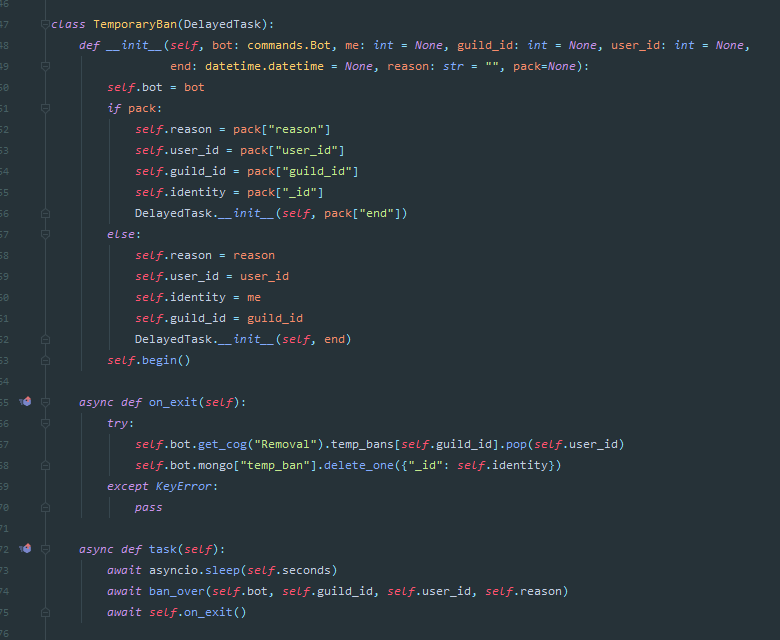 46
47 class TemporaryBan(DelayedTask):
48     def __init__(self, bot: commands.Bot, me: int = None, guild_id: int = None, user_id: int = None,
49                  end: datetime.datetime = None, reason: str = "", pack=None):
50         self.bot = bot
51         if pack:
52             self.reason = pack["reason"]
53             self.user_id = pack["user_id"]
54             self.guild_id = pack["guild_id"]
55             self.identity = pack["_id"]
56             DelayedTask.__init__(self, pack["end"])
57         else:
58             self.reason = reason
59             self.user_id = user_id
60             self.identity = me
61             self.guild_id = guild_id
62             DelayedTask.__init__(self, end)
63         self.begin()
64
65     async def on_exit(self):
66         try:
67             self.bot.get_cog("Removal").temp_bans[self.guild_id].pop(self.user_id)
68             self.bot.mongo["temp_ban"].delete_one({"_id": self.identity})
69         except KeyError:
70             pass
71
72     async def task(self):
73         await asyncio.sleep(self.seconds)
74         await ban_over(self.bot, self.guild_id, self.user_id, self.reason)
75         await self.on_exit()
76